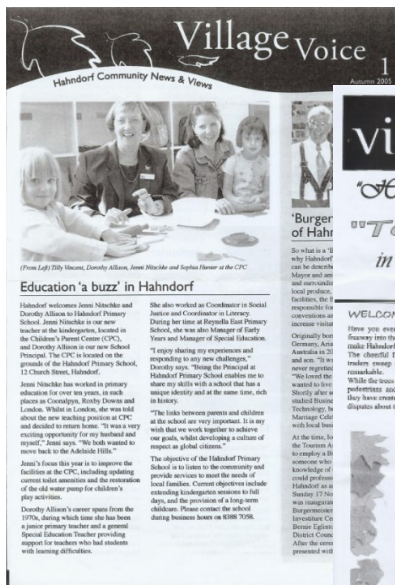 Village Voice
1
Hahndorf Community News & Views
Autumn 2005
(From Left) Tilly Vincent, Dorothy Allison, Jenni Nitschke and Sophia Hunter at the CPC
Education 'a buzz' in Hahndorf
Hahndorf welcomes Jenni Nitschke and
Dorothy Allison to Hahndorf Primary
School. Jenni Nitschke is our new
teacher at the kindergarten, located in
the Children's Parent Centre (CPC),
and Dorothy Allison is our new School
Principal. The CPC is located on the
grounds of the Hahndorf Primary School,
12 Church Street, Hahndorf.
Jenni Nitschke has worked in primary
education for over ten years, in such
places as Coonalpyn, Roxby Downs and
London. Whilst in London, she was told
about the new teaching position at CPC
and decided to return home. "It was a very
exciting opportunity for my husband and
myself," Jenni says. "We both wanted to
move back to the Adelaide Hills."
Jenni's focus this year is to improve the
facilities at the CPC, including updating
current toilet amenities and the restoration
of the old water pump for children's
play activities.
Dorothy Allison's career spans from the
1970s, during which time she has been
a junior primary teacher and a general
Special Education Teacher providing
support for teachers who had students
with learning difficulties.
She also worked as Coordinator in Social
Justice and Coordinator in Literacy.
During her time at Reynella East Primary
School, she was also Manager of Early
Years and Manager of Special Education.
"I enjoy sharing my experiences and
responding to any new challenges,"
Dorothy says. "Being the Principal at
Hahndorf Primary School enables me to
share my skills with a school that has a
unique identity and at the same time, rich
in history.
"The links between parents and children
at the school are very important. It is my
wish that we work together to achieve
our goals, whilst developing a culture of
respect as global citizens."
The objective of the Hahndorf Primary
School is to listen to the community and
provide services to meet the needs of
local families. Current objectives include
extending kindergarten sessions to full
days, and the provision of a long-term
childcare. Please contact the school
during business hours on 8388 7058.
'Burger
of Hahn
So what is a 'B
why Hahndorf
can be describe
Mayor and am
and surroundi
local produce,
facilities, the B
responsible for
conventions an
increase visitat
Originally born
Germany, Aria
Australia in 20
and son. "It w
never regretted
"We loved the
wanted to live
Shortly after s
studied Busine
Technology, b
Marriage Celeb
with local busi
At the time, lo
the Tourism A
to employ a B
someone who
knowledge of
could professio
Hahndorf as a
Sunday 17 Nov
was inaugurat
Burgermeister
Investiture Ce
Bernie Eglinto
District Counc
After the cerem
presented with
vi
"To
in
WELCOM
Have you eve
freeway into th
make Hahndorf
The cheerful f
traders sweep
remarkable.
While the trees
pedestrians and
they have creat
disputes about t